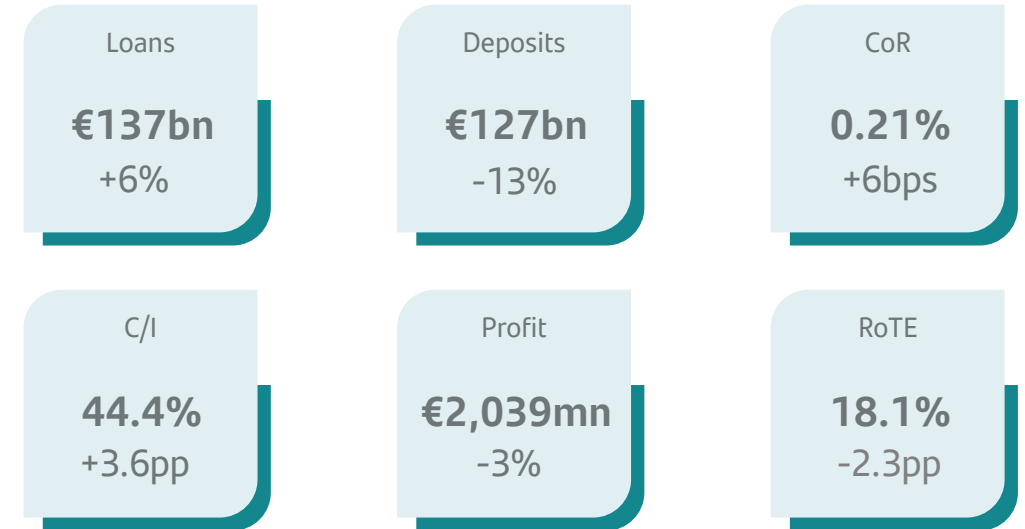 Loans
€137bn
+6%
Deposits
€127bn
-13%
CoR
0.21%
+6bps
C/I
44.4%
+3.6pp
Profit
€2,039mn
-3%
RoTE
18.1%
-2.3pp